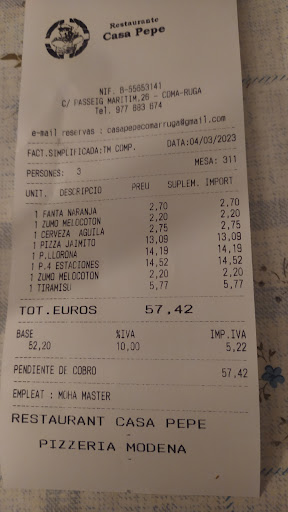 Restaurante
Casa Pepe
NIF. B-55653141
C/ PASSEIG MARITIM,26 - COMA-RUGA
Tel. 977 683 674
e-mail reservas : casapepecomarruga@gmail.com
FACT.SIMPLIFICADA:TM COMP. DATA:04/03/2023
PERSONES: 3 MESA: 311
UNIT. DESCRIPCIO PREU SUPLEM. IMPORT
1 FANTA NARANJA 2,70 2,70
1 ZUMO MELOCOTON 2,20 2,20
1 CERVEZA AGUILA 2,75 2,75
1 PIZZA JAIMITO 13,09 13,09
1 P.LLORONA 14,19 14,19
1 P.4 ESTACIONES 14,52 14,52
1 ZUMO MELOCOTON 2,20 2,20
1 TIRAMISU 5,77 5,77
TOT.EUROS 57,42
BASE %IVA IMP.IVA
52,20 10,00 5,22
PENDIENTE DE COBRO 57,42
EMPLEAT : MOHA MASTER
RESTAURANT CASA PEPE
PIZZERIA MODENA